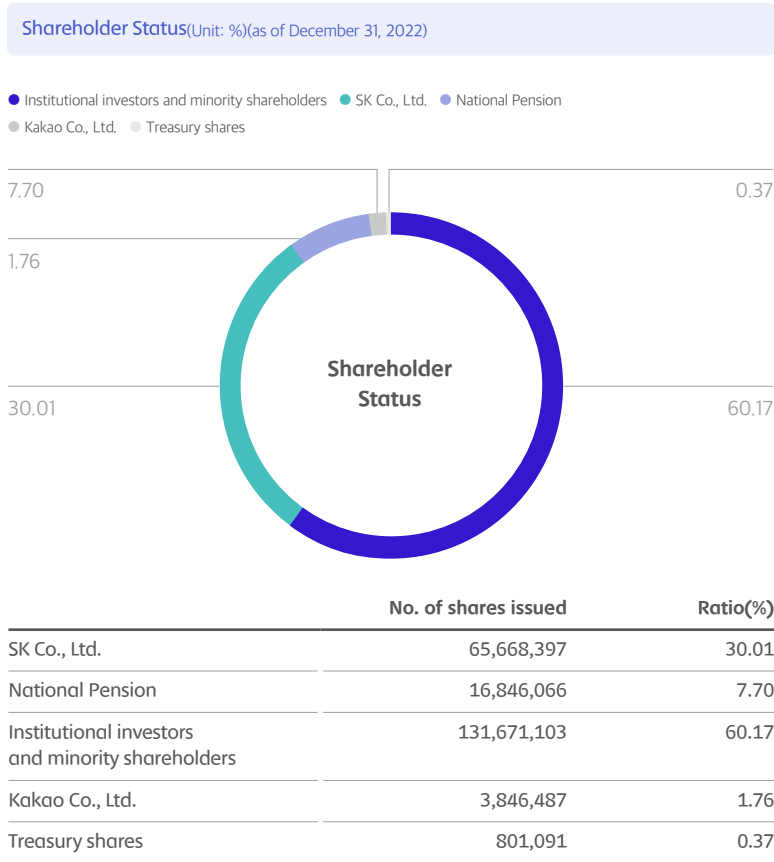 Shareholder Status(Unit: %)(as of December 31, 2022)
Institutional investors and minority shareholders SK Co., Ltd. National Pension
Kakao Co., Ltd. Treasury shares
7.70 0.37
1.76
Shareholder
Status
30.01 60.17
No. of shares issued Ratio(%)
SK Co., Ltd. 65,668,397 30.01
National Pension 16,846,066 7.70
Institutional investors 131,671,103 60.17
and minority shareholders
Kakao Co., Ltd. 3,846,487 1.76
Treasury shares 801,091 0.37